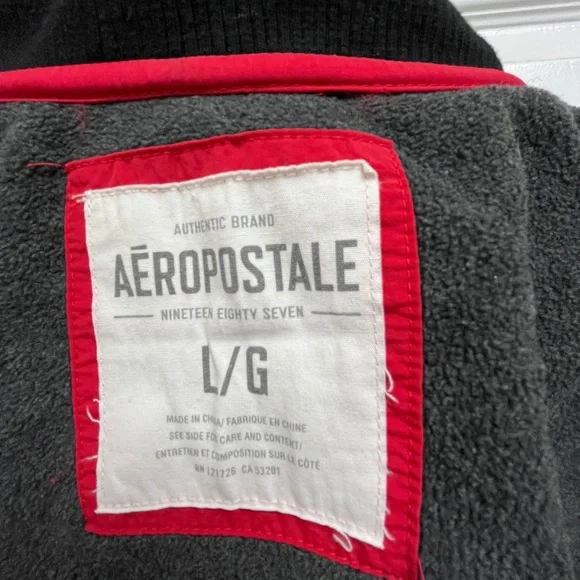 AUTHENTIC BRAND
AÉROPOSTALE
NINETEEN EIGHTY SEVEN
L/G
MADE IN CHINA/ FABRIQUE EN CHINE
SEE SIDE FOR CARE AND CONTENT/
ENTRETIEN ET COMPOSITION SUR LE CÔTÉ
RN 121726 CA 53201